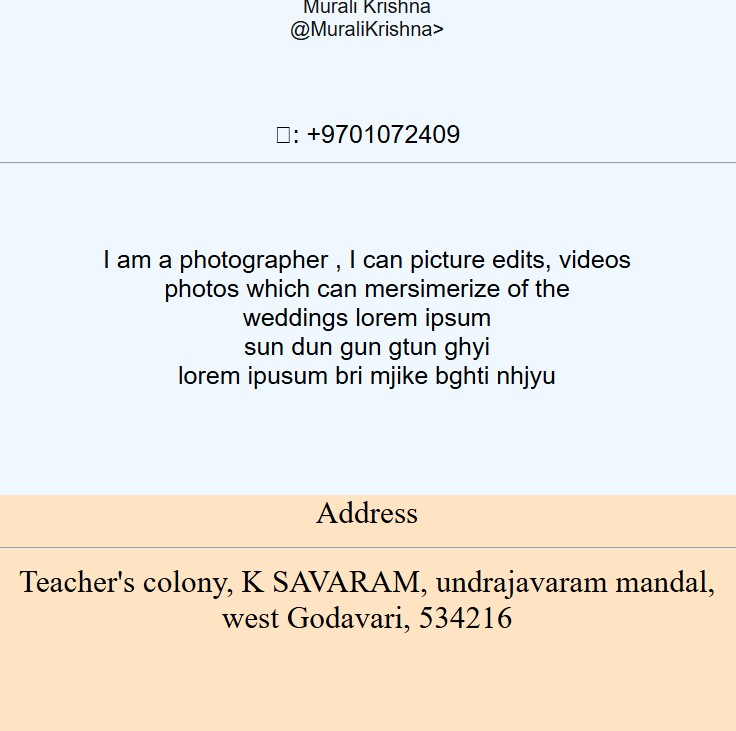 Murali Krishna
@MuraliKrishna>
: +9701072409
I am a photographer , I can picture edits, videos
photos which can mersimerize of the
weddings lorem ipsum
sun dun gun gtun ghyi
lorem ipusum bri mjike bghti nhjyu
Address
Teacher's colony, K SAVARAM, undrajavaram mandal,
west Godavari, 534216